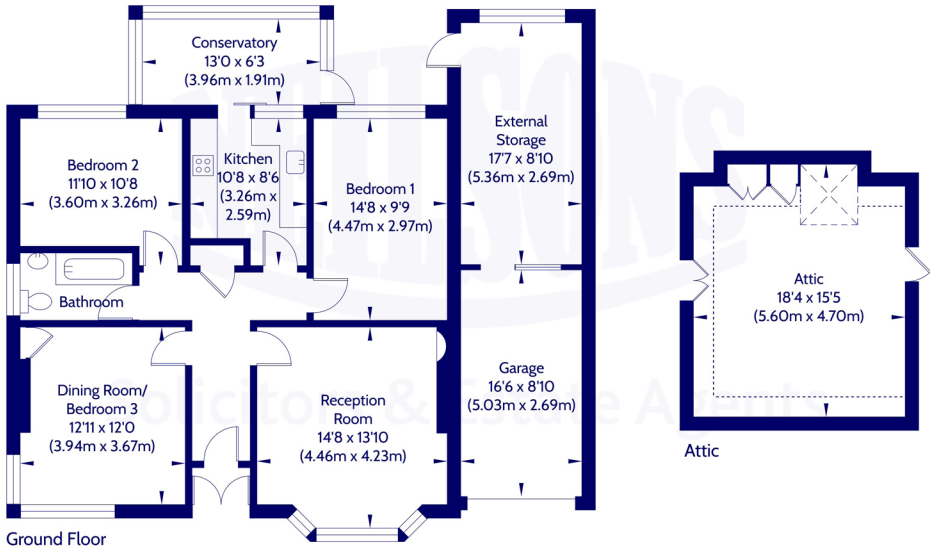 Conservatory
13'0 x 6'3
(3.96m x 1.91m)
External
Storage
17'7 x 8'10
(5.36m x 2.69m)
Bedroom 2
11'10 x 10'8
(3.60m x 3.26m)
Kitchen
10'8 x 8'6
(3.26m x
2.59m)
Bedroom 1
14'8 x 9'9
(4.47m x 2.97m)
Bathroom
Attic
18'4 x 15'5
(5.60m x 4.70m)
Dining Room/
Bedroom 3
12'11 x 12'0
(3.94m x 3.67m)
Reception
Room
14'8 x 13'10
(4.46m x 4.23m)
Garage
16'6 x 8'10
(5.03m x 2.69m)
Attic
Ground Floor
NEILSONS
Solicitors & Estate Agents